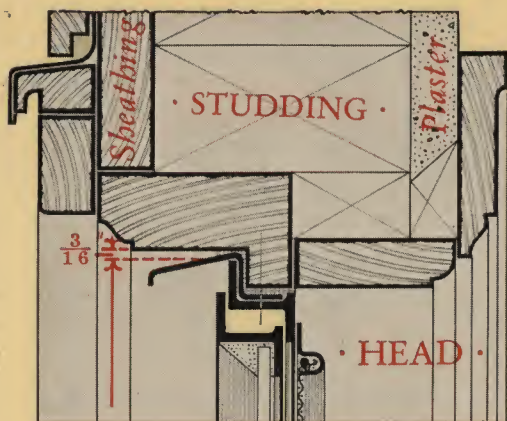 Sheathing
· STUDDING ·
Plaster
3/16"
· HEAD ·